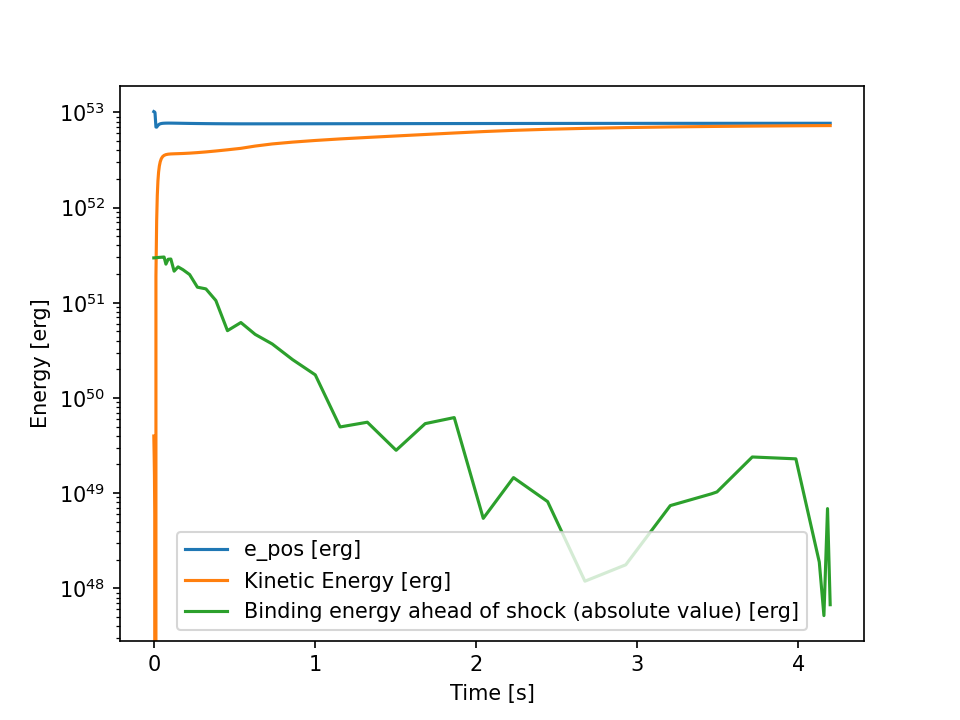 10^53
10^52
10^51
10^50
10^49
10^48
Energy [erg]
e_pos [erg]
Kinetic Energy [erg]
Binding energy ahead of shock (absolute value) [erg]
0 1 2 3 4
Time [s]